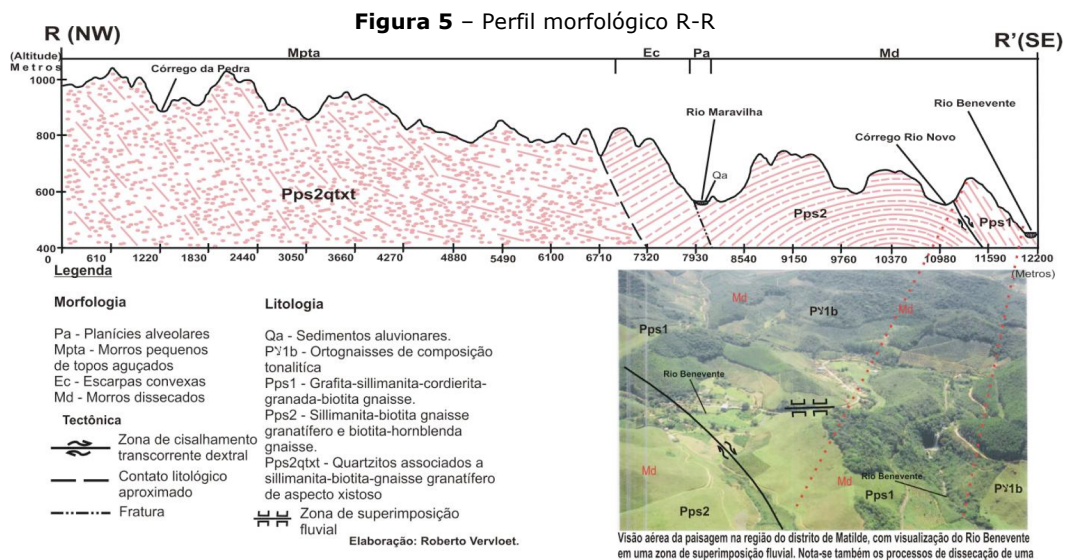 Figura 5 – Perfil morfológico R-R
R (NW)
R'(SE)
(Altitude)
Metros
Mpta
Ec
Pa
Md
1000
800
600
400
Córrego da Pedra
Rio Maravilha
Qa
Córrego Rio Novo
Rio Benevente
Pps2qtxt
Pps2
Pps1
0 610 1220 1830 2440 3050 3660 4270 4880 5490 6100 6710 7320 7930 8540 9150 9760 10370 10980 11590 12200
(Metros)
Legenda
Morfologia
Pa - Planícies alveolares
Mpta - Morros pequenos
de topos aguçados
Ec - Escarpas convexas
Md - Morros dissecados
Tectônica
Zona de cisalhamento
transcorrente dextral
Contato litológico
aproximado
Fratura
Litologia
Qa - Sedimentos aluvionares.
P૪1b - Ortognaisses de composição
tonalítica
Pps1 - Grafita-sillimanita-cordierita-
granada-biotita gnaisse.
Pps2 - Sillimanita-biotita gnaisse
granatífero e biotita-hornblenda
gnaisse.
Pps2qtxt - Quartzitos associados a
sillimanita-biotita-gnaisse granatífero
de aspecto xistoso
Zona de superimposição
fluvial
Elaboração: Roberto Vervloet.
Md
P૪1b
Md
Pps1
Rio Benevente
Md
Md
Rio Benevente
Pps1
P૪1b
Pps2
Visão aérea da paisagem na região do distrito de Matilde, com visualização do Rio Benevente
em uma zona de superimposição fluvial. Nota-se também os processos de dissecação de uma